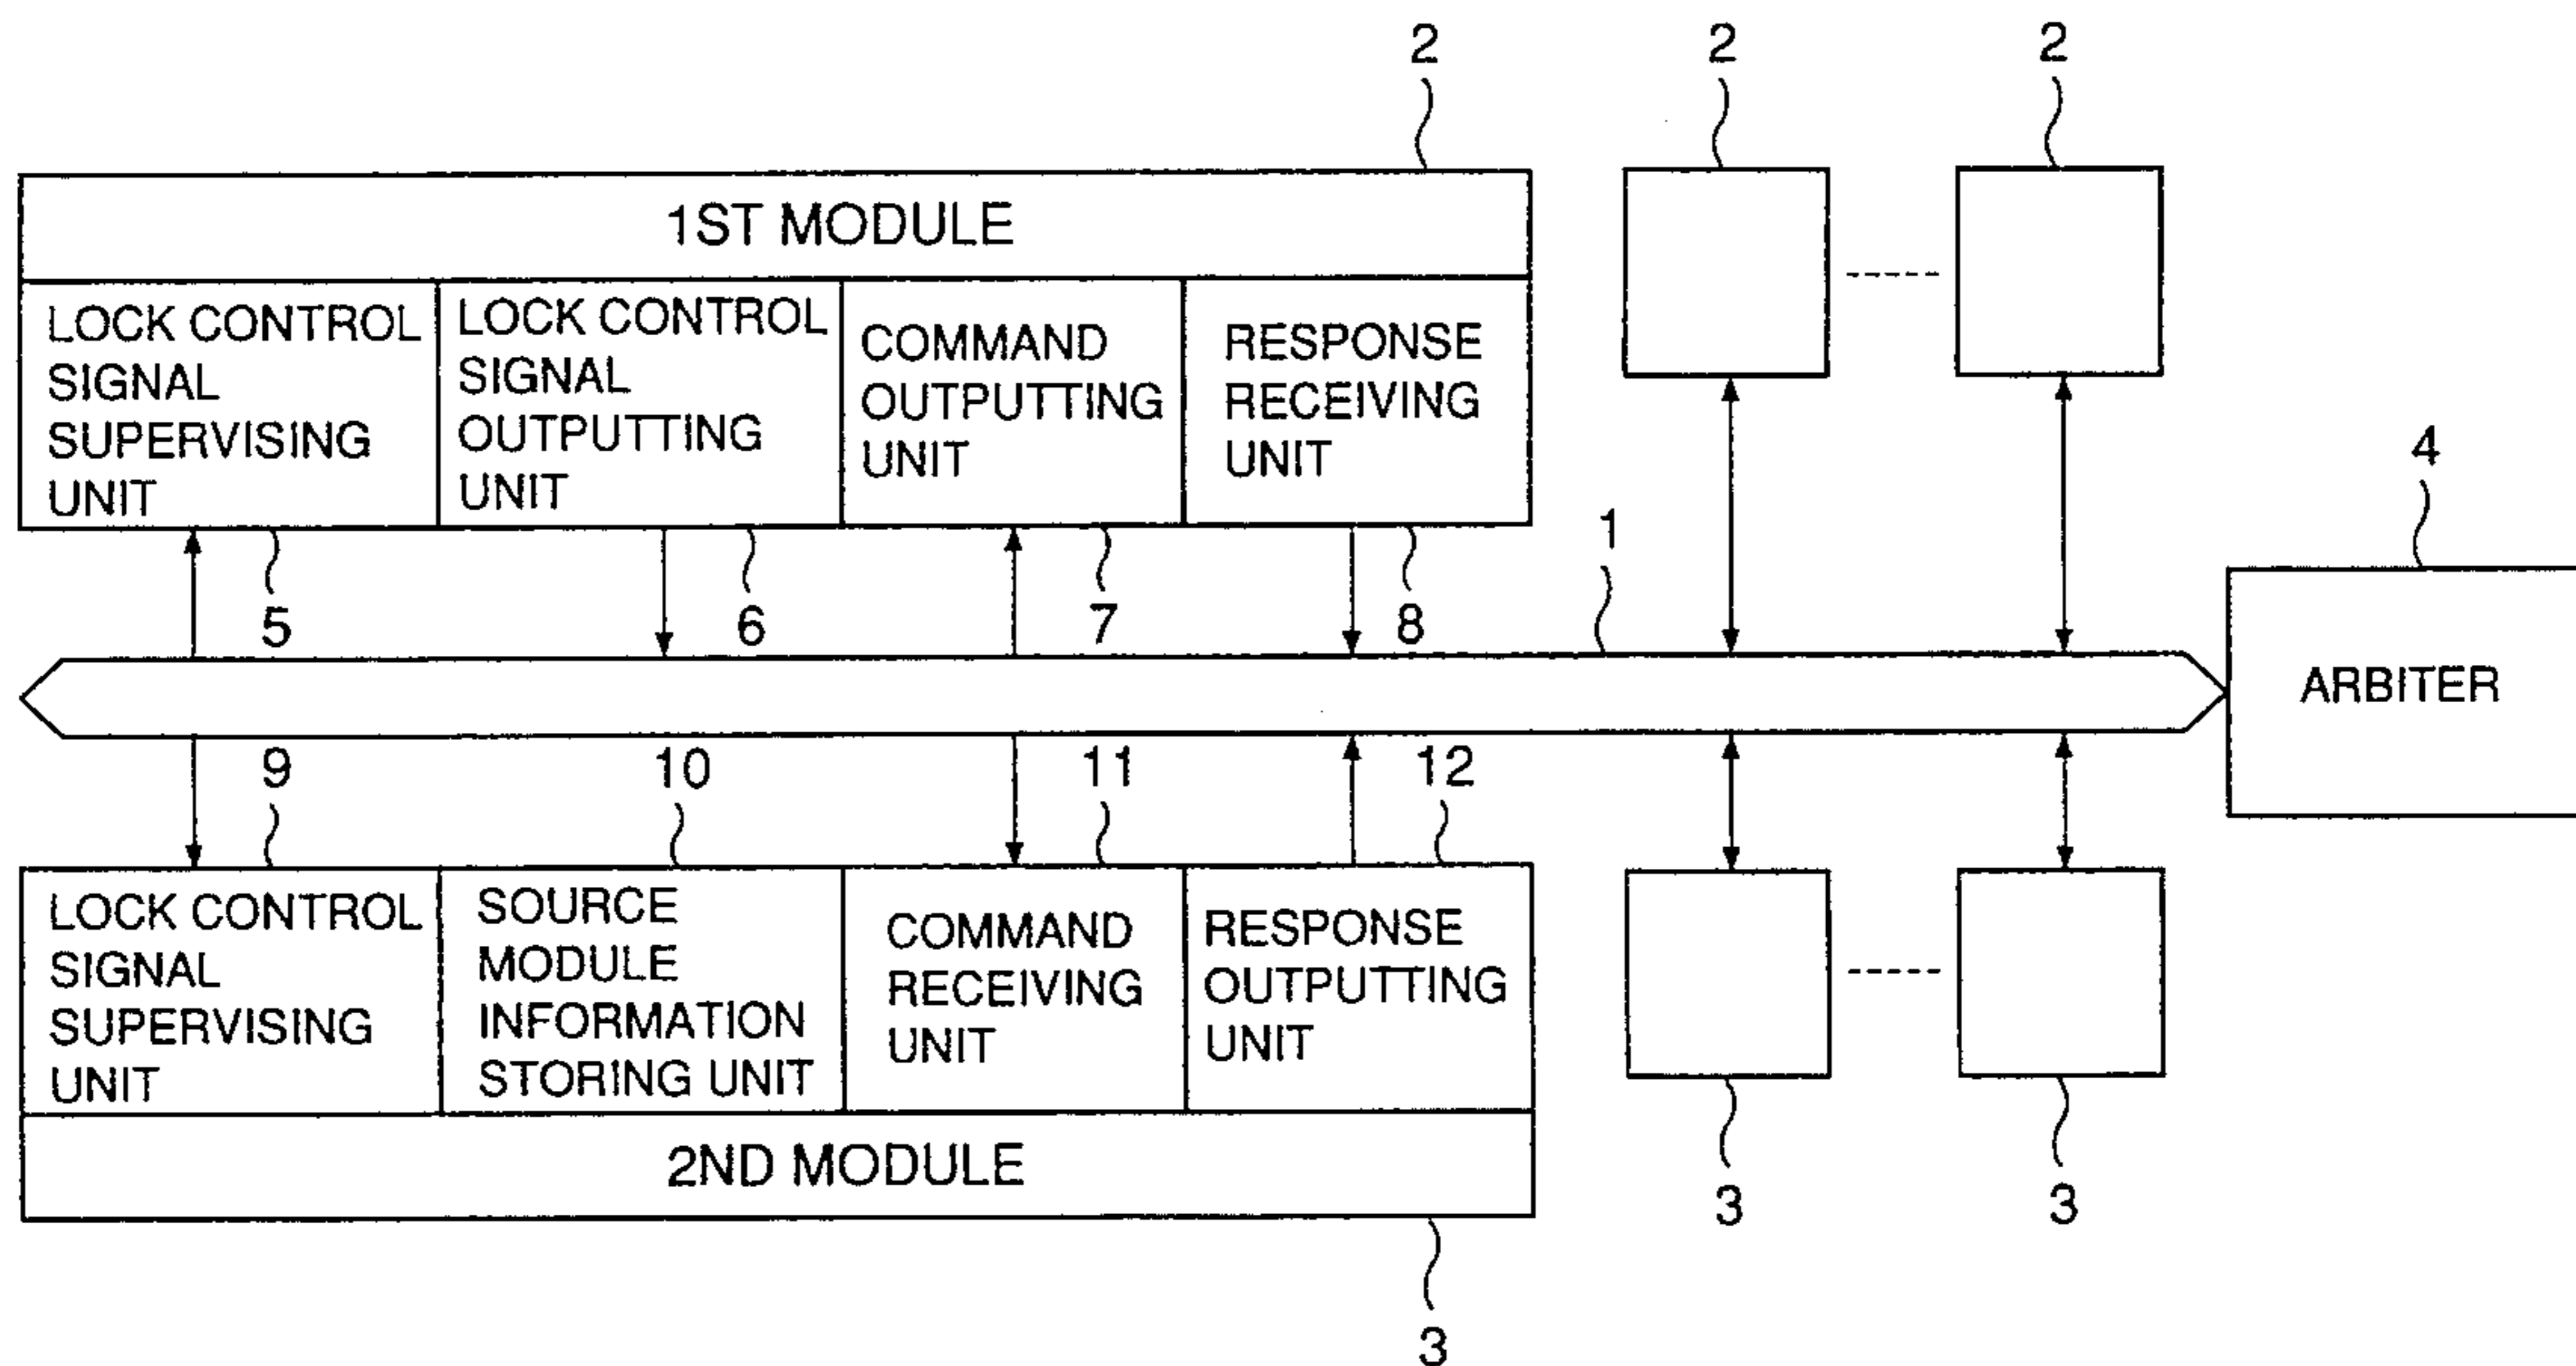 2
2
2
1ST MODULE
LOCK CONTROL
SIGNAL
SUPERVISING
UNIT
LOCK CONTROL
SIGNAL
OUTPUTTING
UNIT
COMMAND
OUTPUTTING
UNIT
RESPONSE
RECEIVING
UNIT
4
1
5
6
7
8
ARBITER
9
10
11
12
LOCK CONTROL
SIGNAL
SUPERVISING
UNIT
SOURCE
MODULE
INFORMATION
STORING UNIT
COMMAND
RECEIVING
UNIT
RESPONSE
OUTPUTTING
UNIT
2ND MODULE
3
3
3